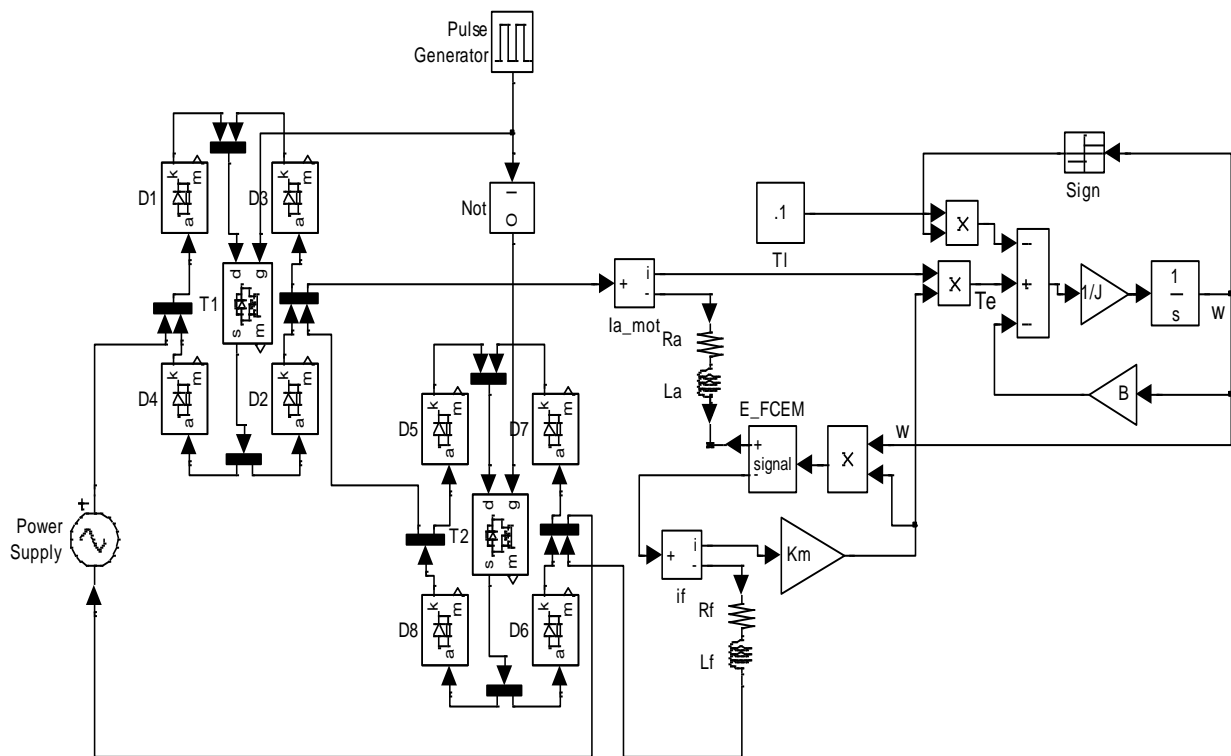 Pulse
Generator
D1
k
m
a
D3
k
m
a
Not
I
O
Sign
.1
Tl
X
d
g
T1
s
m
+
i
-
Ia_mot
X
Te
−
+
−
1/J
1
s
W
D4
k
m
a
D2
k
m
a
Ra
La
B
D5
k
m
a
D7
k
m
a
E_FCEM
+
signal
-
X
W
d
g
T2
s
m
+
Power
Supply
+
i
-
if
Km
D8
k
m
a
D6
k
m
a
Rf
Lf